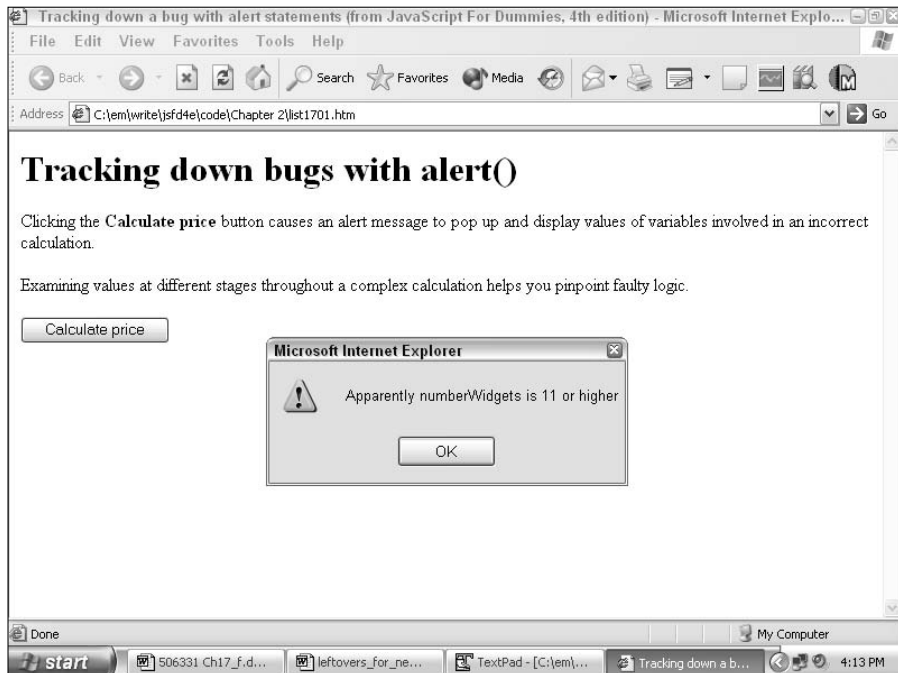 Tracking down a bug with alert statements (from JavaScript For Dummies, 4th edition) - Microsoft Internet Explo...
File Edit View Favorites Tools Help
Back Search Favorites Media
Address C:\em\write\jsfd4e\code\Chapter 2\list1701.htm Go
Tracking down bugs with alert()
Clicking the Calculate price button causes an alert message to pop up and display values of variables involved in an incorrect
calculation.
Examining values at different stages throughout a complex calculation helps you pinpoint faulty logic.
Calculate price
Microsoft Internet Explorer
Apparently numberWidgets is 11 or higher
OK
Done My Computer
start 506331 Ch17_f.d... leftovers_for_ne... TextPad - [C:\em\... Tracking down a b... 4:13 PM